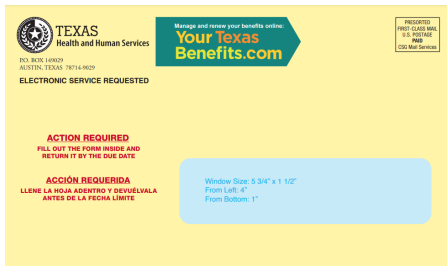 TEXAS
Health and Human Services
P.O. BOX 149029
AUSTIN, TEXAS 78714-9029
ELECTRONIC SERVICE REQUESTED
Manage and renew your benefits online:
Your Texas
Benefits.com
PRESORTED
FIRST-CLASS MAIL
U.S. POSTAGE
PAID
CSG Mail Services
ACTION REQUIRED
FILL OUT THE FORM INSIDE AND
RETURN IT BY THE DUE DATE
ACCIÓN REQUERIDA
LLENE LA HOJA ADENTRO Y DEVUÉLVALA
ANTES DE LA FECHA LÍMITE
Window Size: 5 3/4" x 1 1/2"
From Left: 4"
From Bottom: 1"